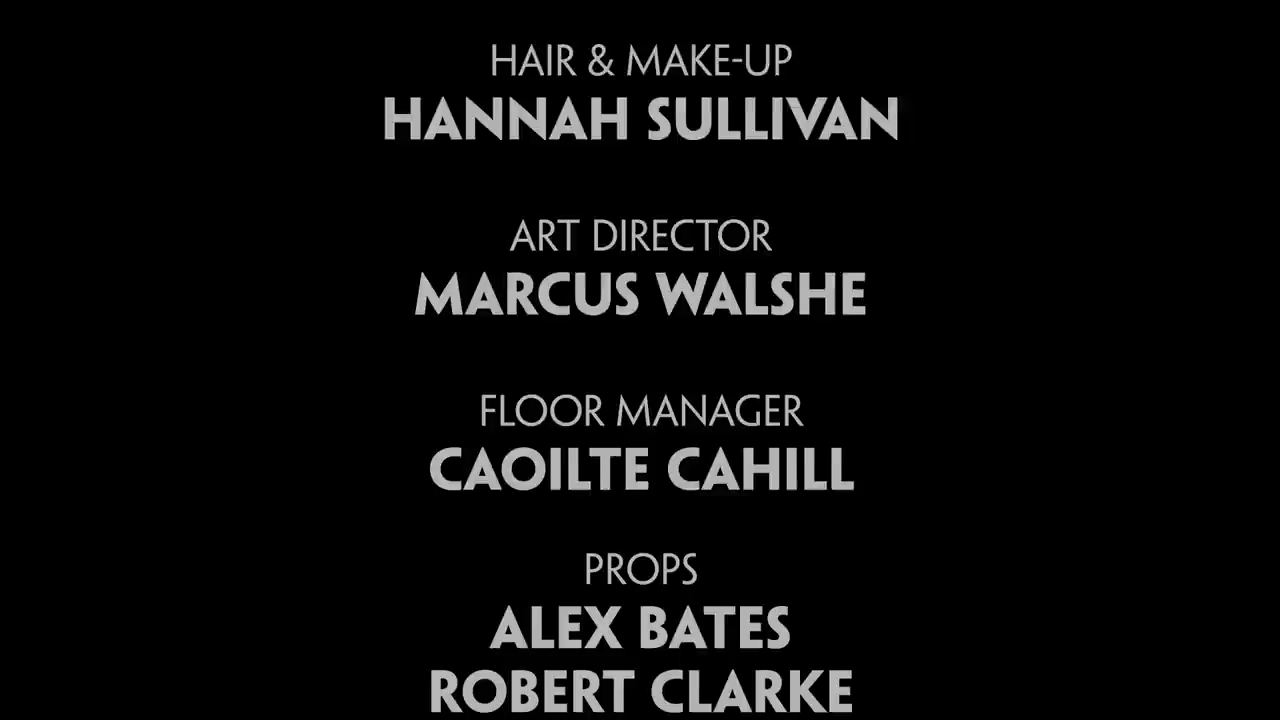 HAIR & MAKE-UP
HANNAH SULLIVAN
ART DIRECTOR
MARCUS WALSHE
FLOOR MANAGER
CAOILTE CAHILL
PROPS
ALEX BATES
ROBERT CLARKE